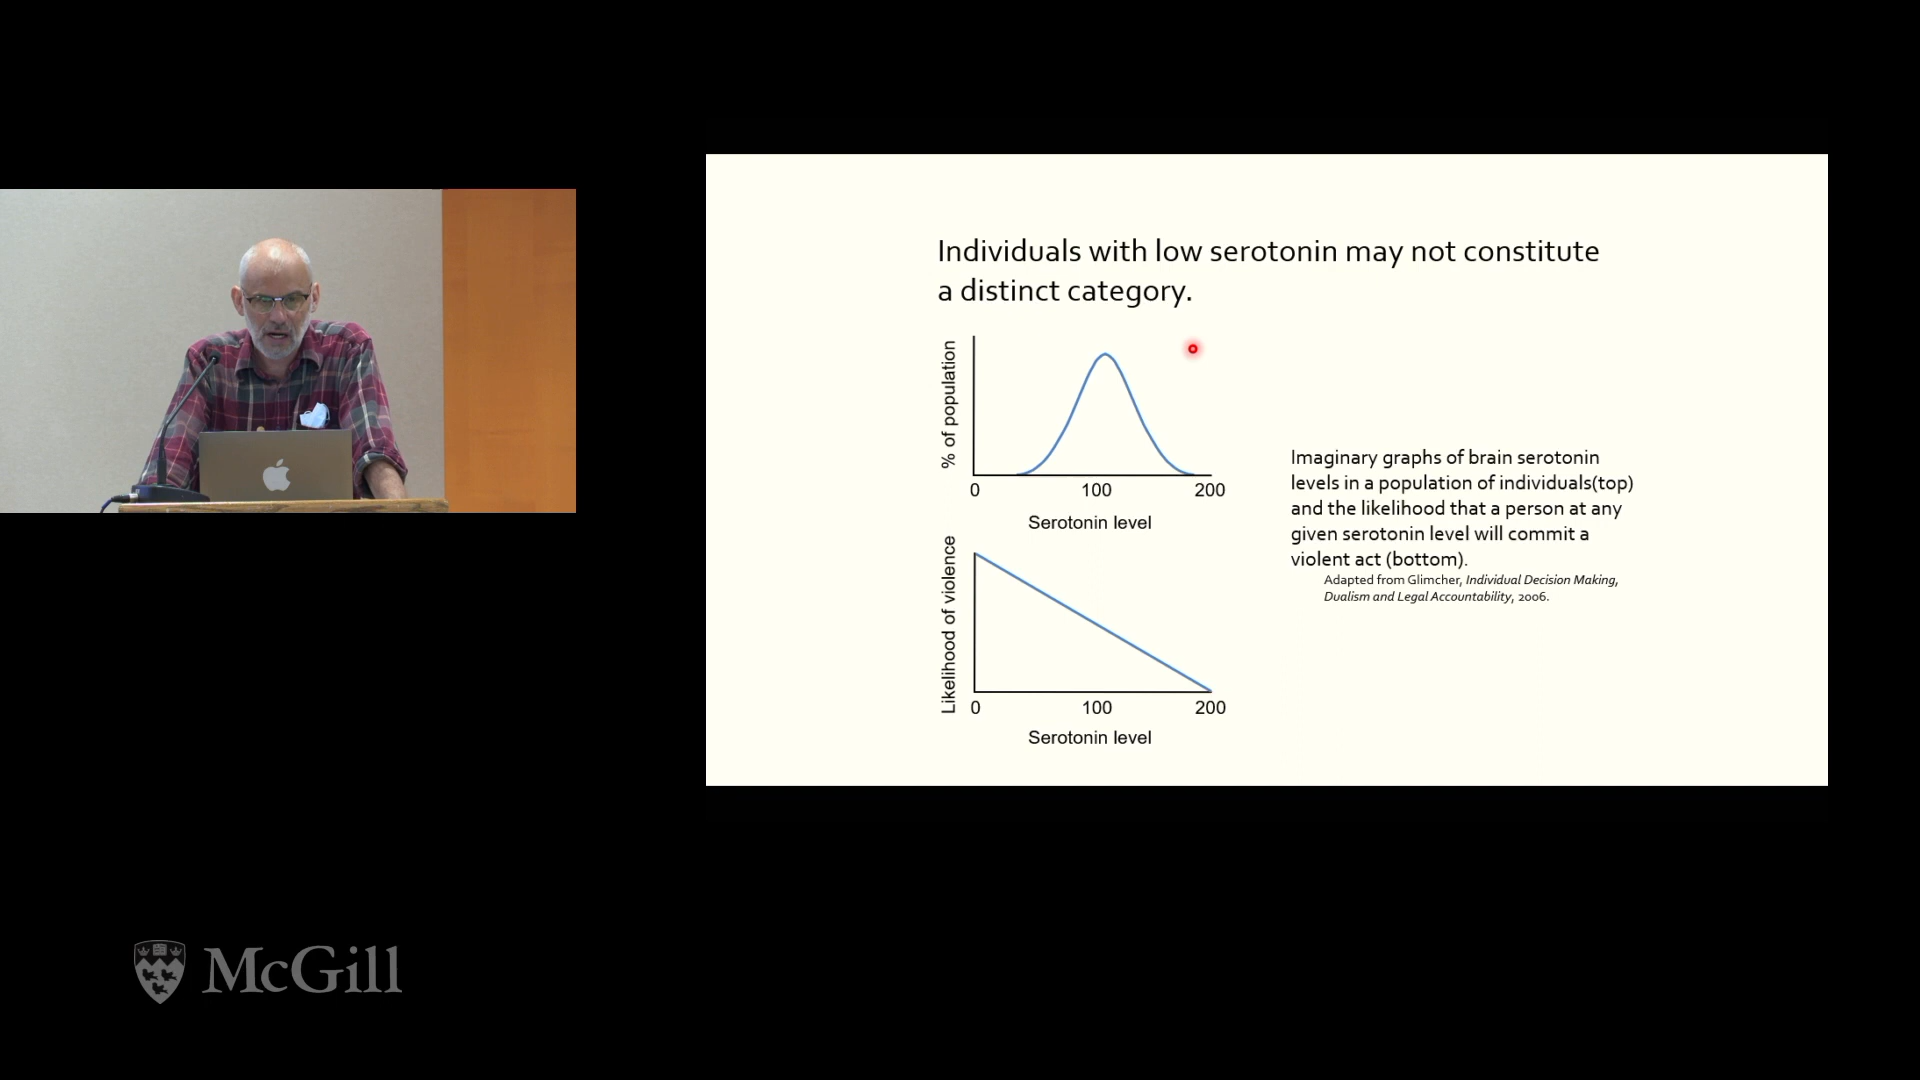 Individuals with low serotonin may not constitute
a distinct category.
% of population
0 100 200
Serotonin level
Likelihood of violence
0 100 200
Serotonin level
Imaginary graphs of brain serotonin
levels in a population of individuals(top)
and the likelihood that a person at any
given serotonin level will commit a
violent act (bottom).
Adapted from Glimcher, Individual Decision Making,
Dualism and Legal Accountability, 2006.
McGill